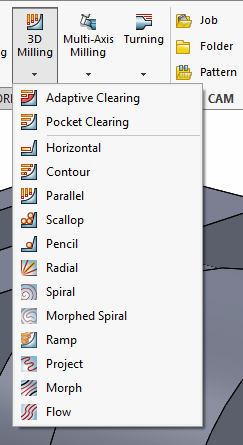 3D Milling
Multi-Axis Milling
Turning
Job
Folder
Pattern
CAM
Adaptive Clearing
Pocket Clearing
Horizontal
Contour
Parallel
Scallop
Pencil
Radial
Spiral
Morphed Spiral
Ramp
Project
Morph
Flow